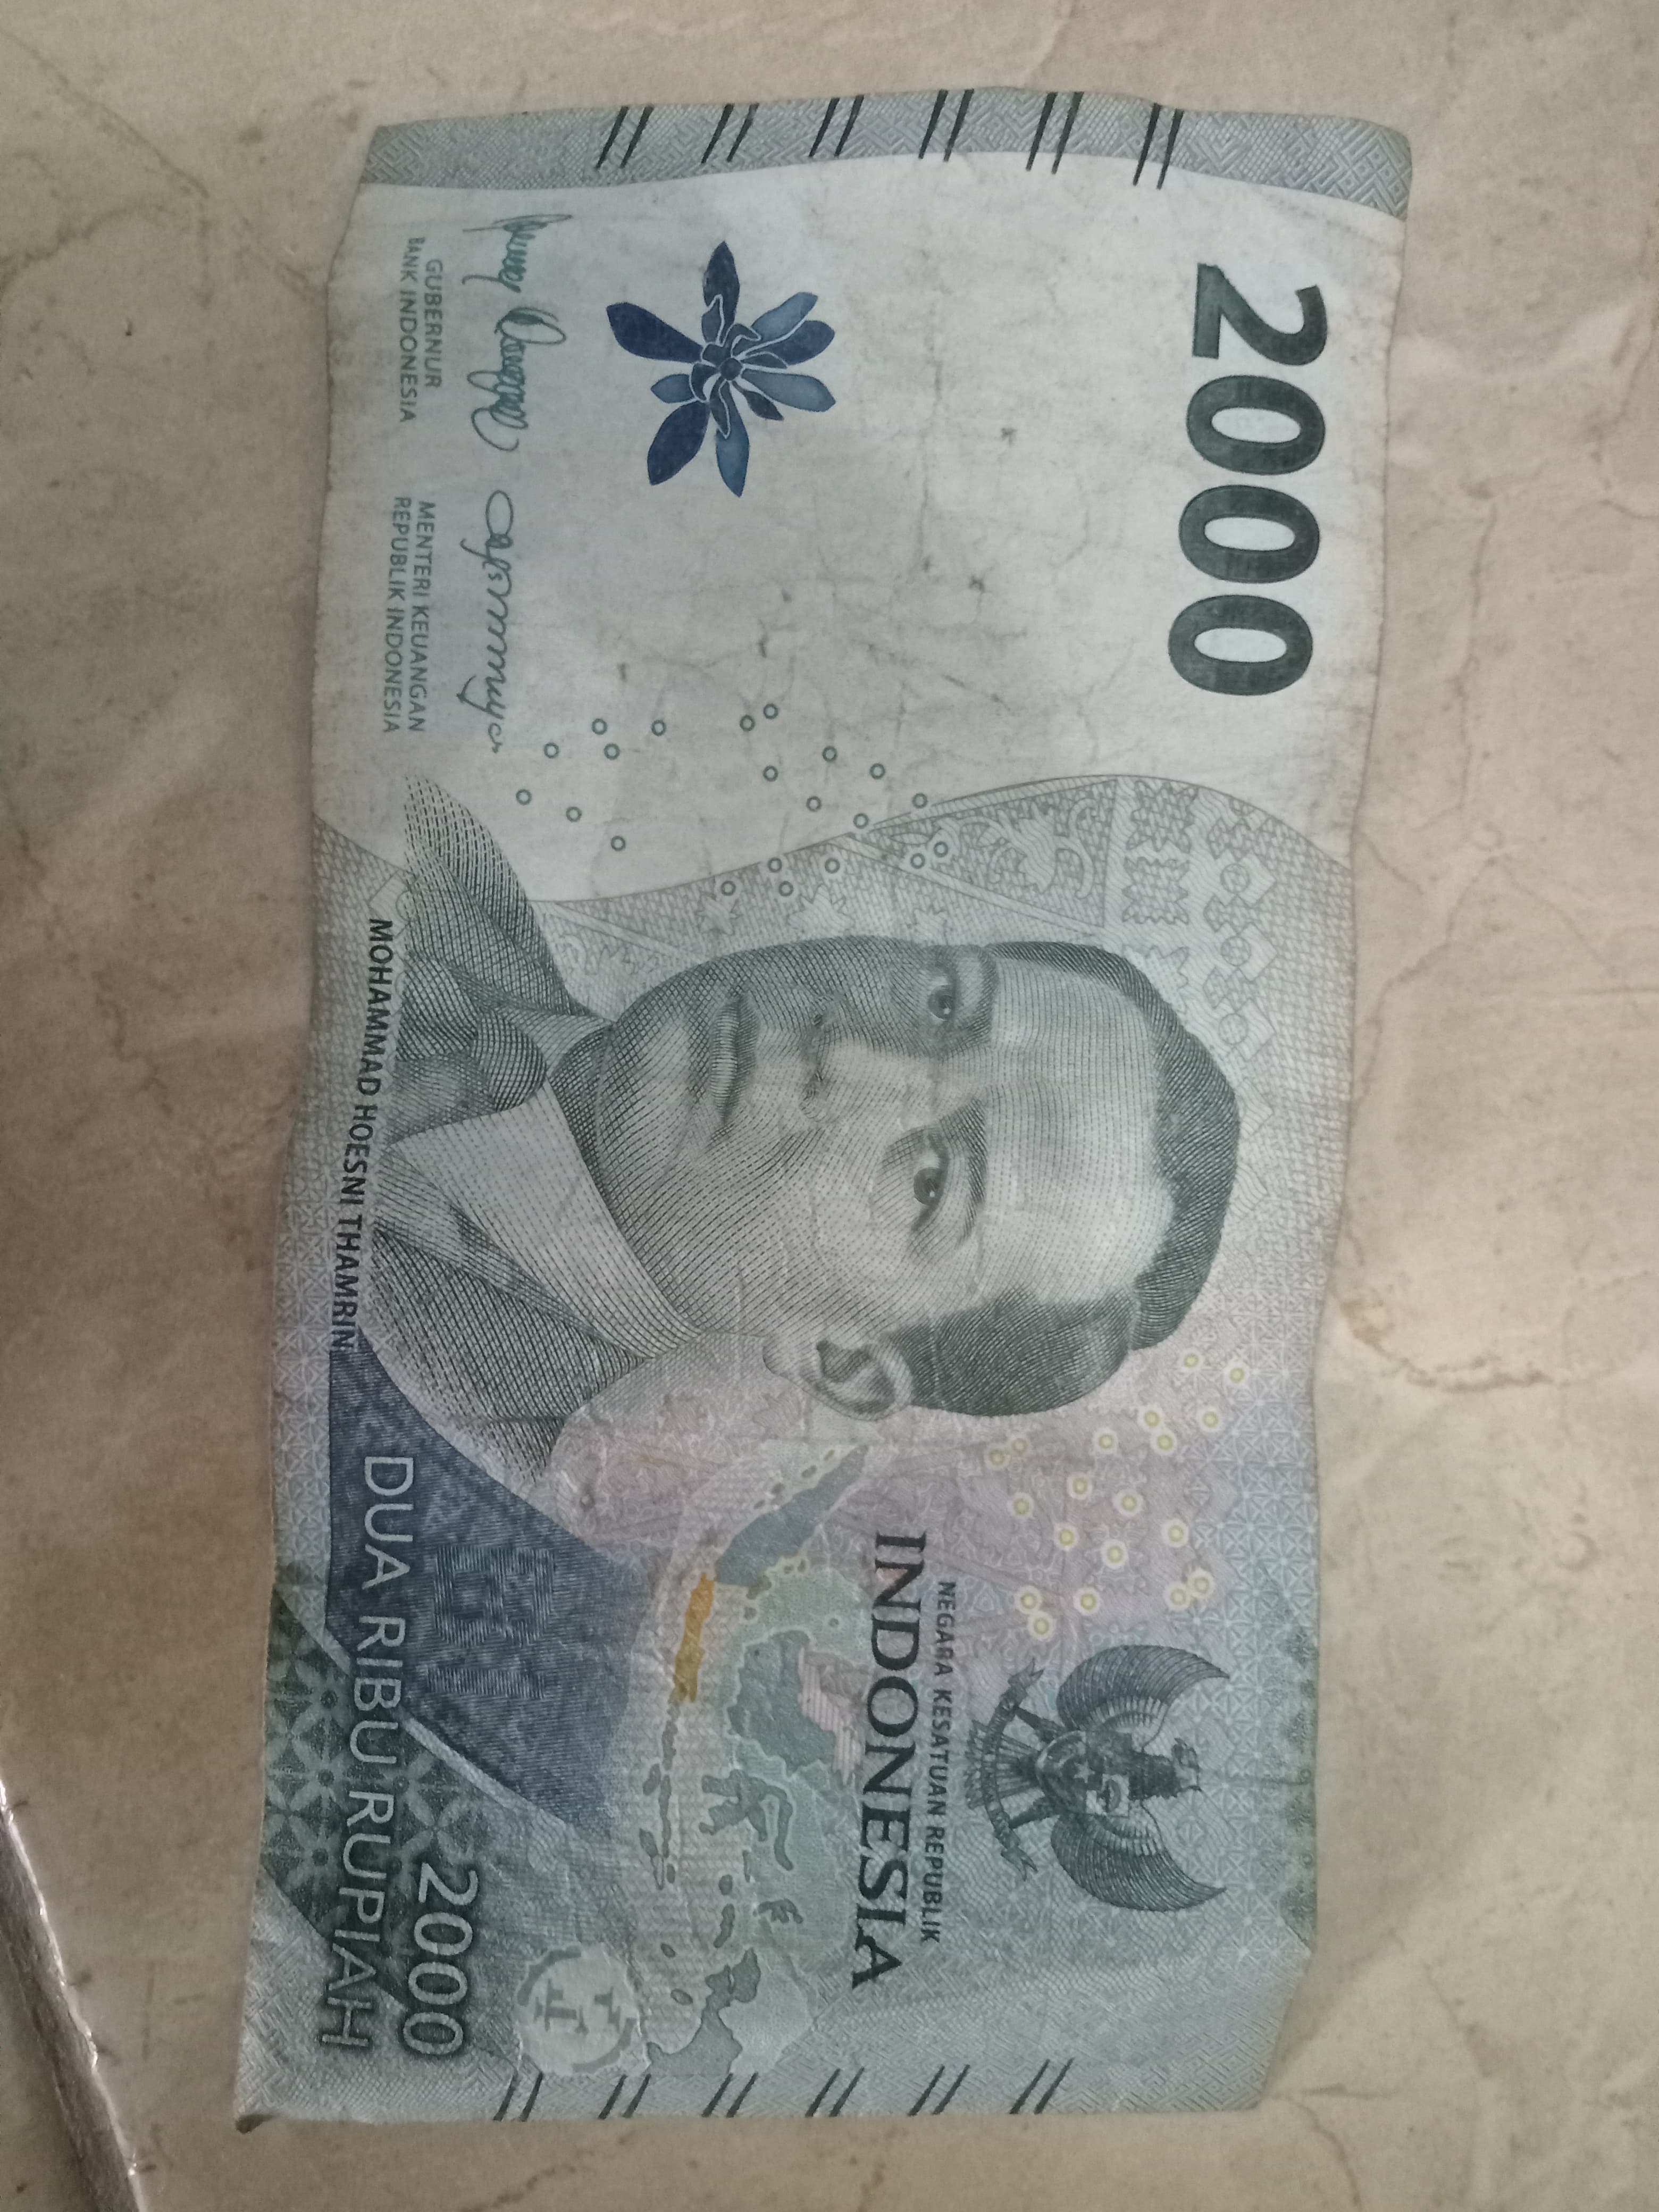 2000
NEGARA KESATUAN REPUBLIK
INDONESIA
GUBERNUR
BANK INDONESIA
MENTERI KEUANGAN
REPUBLIK INDONESIA
MOHAMMAD HOESNI THAMRIN
2000
DUA RIBU RUPIAH